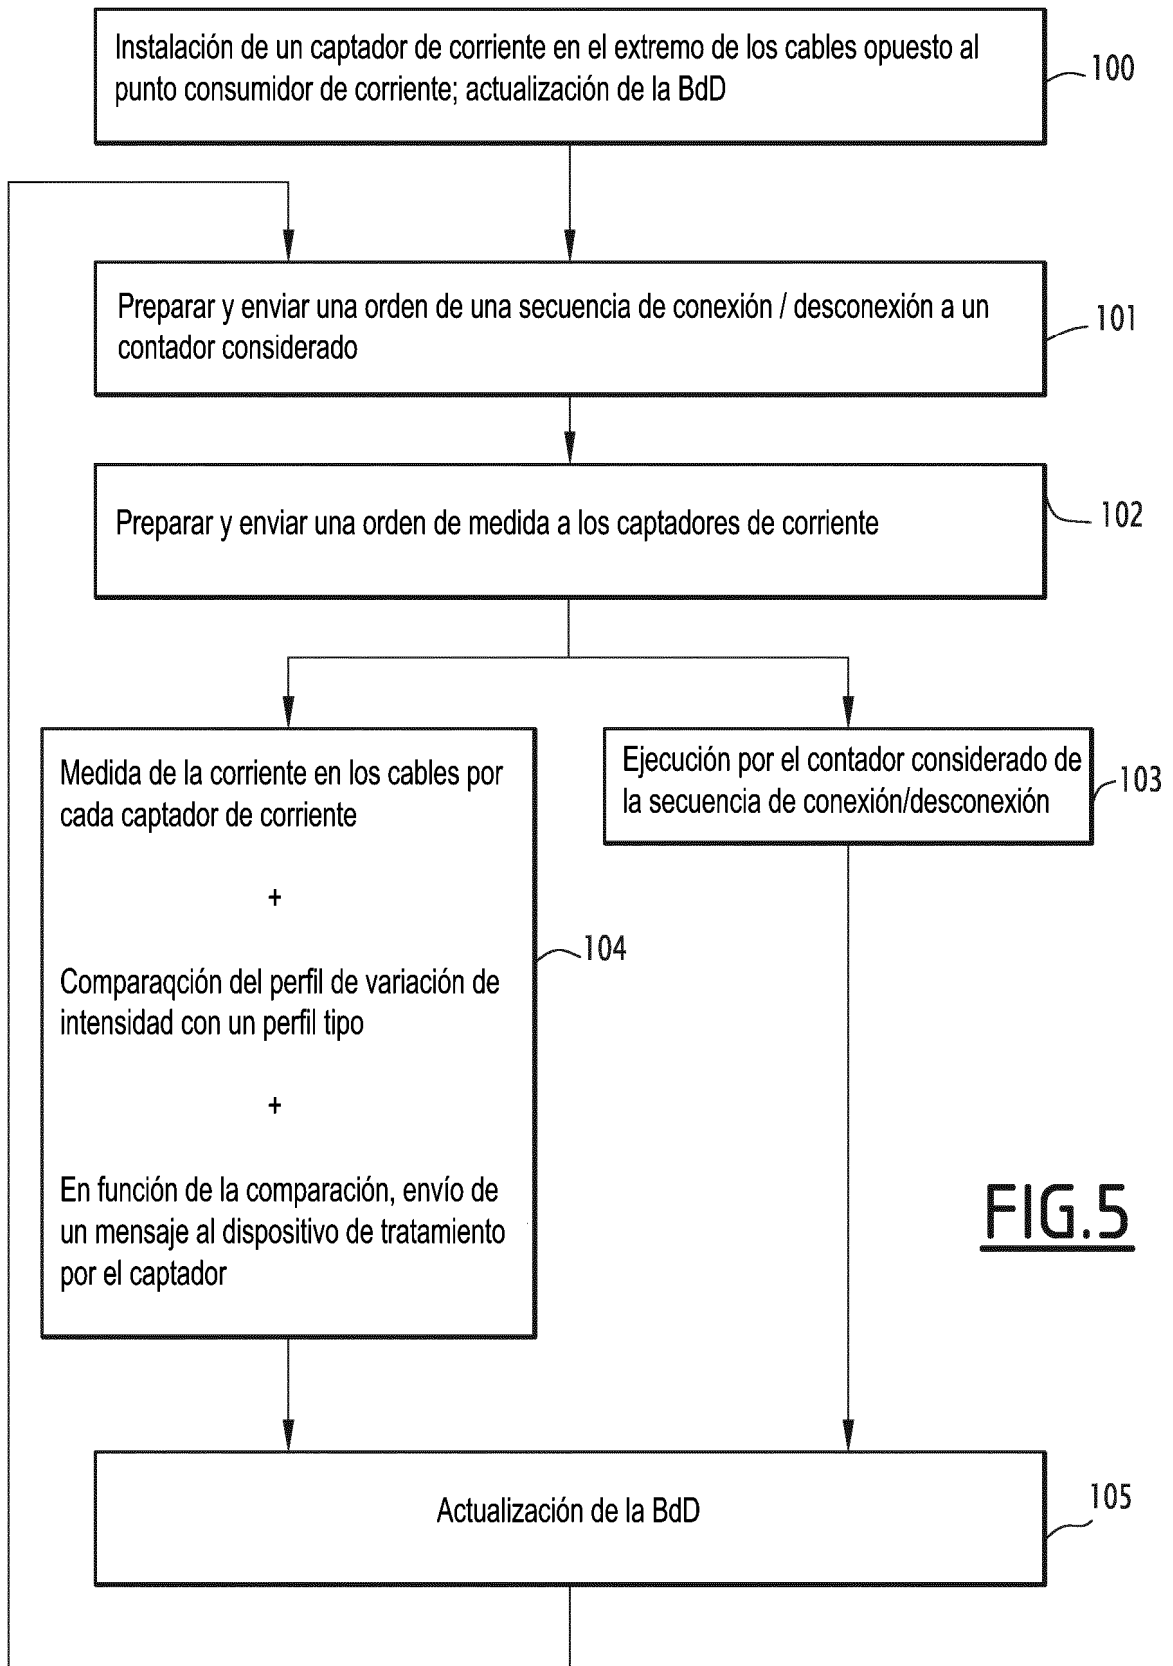 Instalación de un captador de corriente en el extremo de los cables opuesto al
punto consumidor de corriente; actualización de la BdD
100
Preparar y enviar una orden de una secuencia de conexión / desconexión a un
contador considerado
101
Preparar y enviar una orden de medida a los captadores de corriente
102
Medida de la corriente en los cables por
cada captador de corriente
+
Comparaqción del perfil de variación de
intensidad con un perfil tipo
+
En función de la comparación, envío de
un mensaje al dispositivo de tratamiento
por el captador
104
Ejecución por el contador considerado de
la secuencia de conexión/desconexión
103
FIG.5
Actualización de la BdD
105